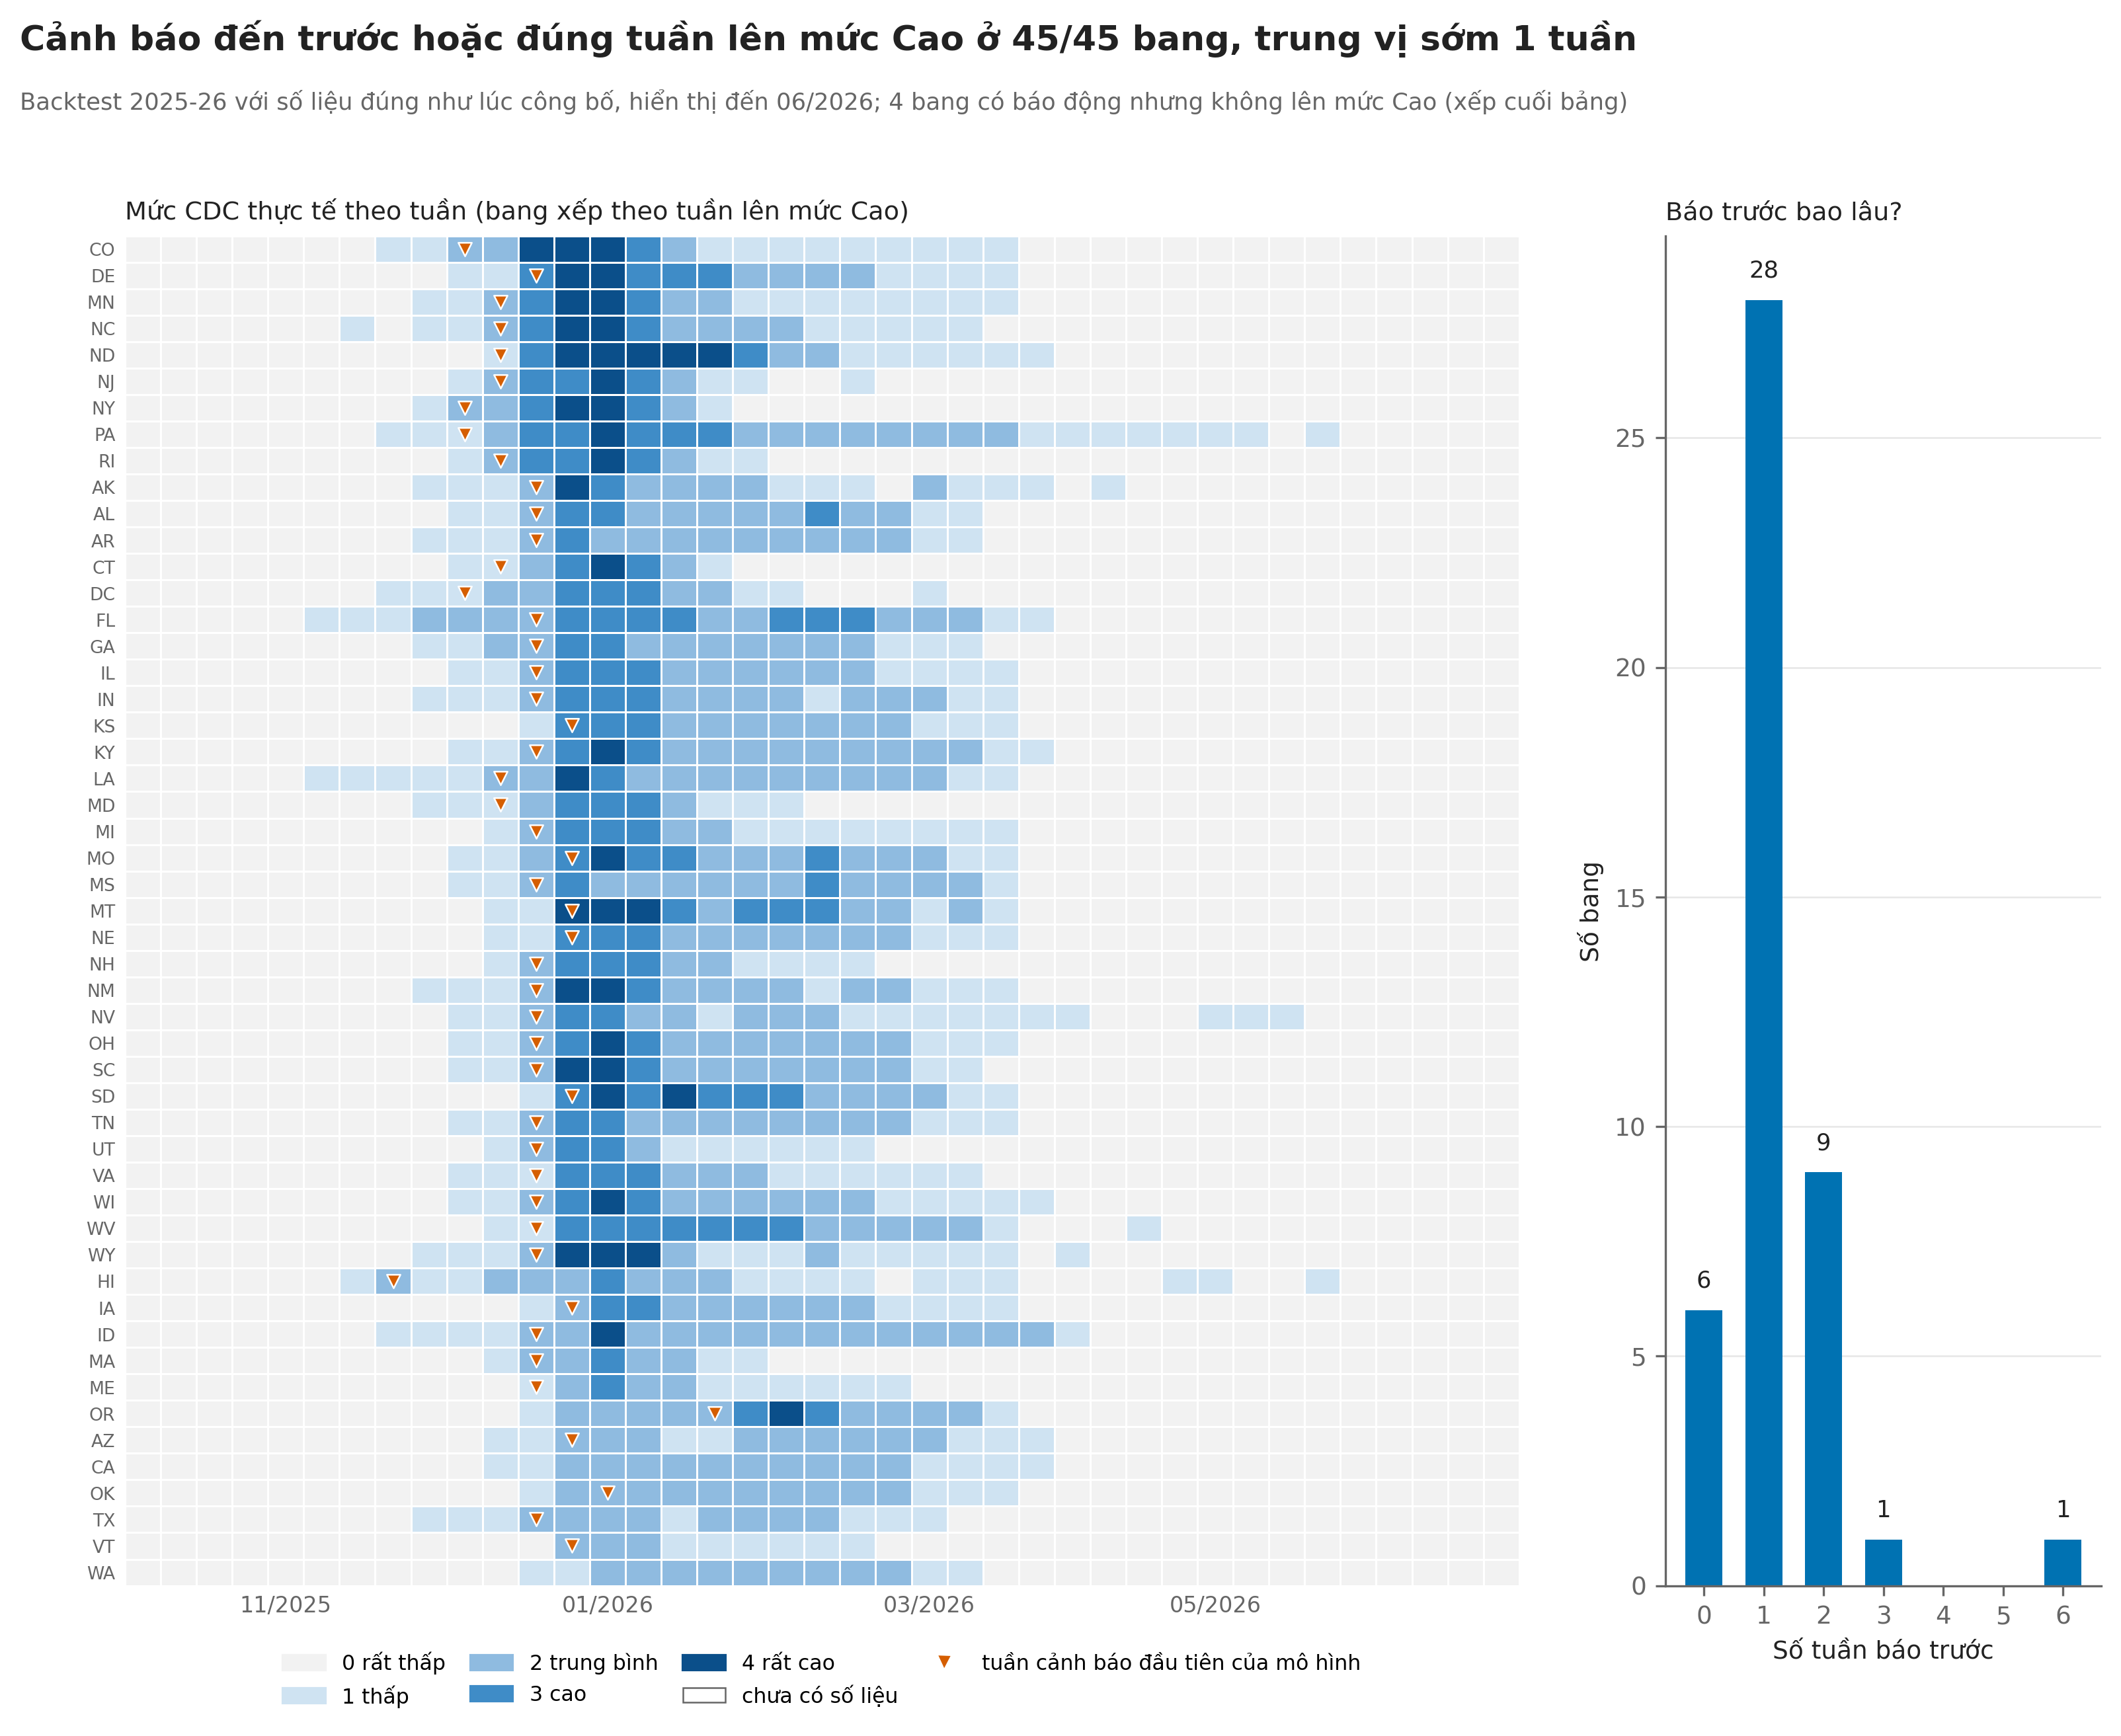 Cảnh báo đến trước hoặc đúng tuần lên mức Cao ở 45/45 bang, trung vị sớm 1 tuần
Backtest 2025-26 với số liệu đúng như lúc công bố, hiển thị đến 06/2026; 4 bang có báo động nhưng không lên mức Cao (xếp cuối bảng)
Mức CDC thực tế theo tuần (bang xếp theo tuần lên mức Cao)
CO
DE
MN
NC
ND
NJ
NY
PA
RI
AK
AL
AR
CT
DC
FL
GA
IL
IN
KS
KY
LA
MD
MI
MO
MS
MT
NE
NH
NM
NV
OH
SC
SD
TN
UT
VA
WI
WV
WY
HI
IA
ID
MA
ME
OR
AZ
CA
OK
TX
VT
WA
11/2025 01/2026 03/2026 05/2026
0 rất thấp 2 trung bình 4 rất cao tuần cảnh báo đầu tiên của mô hình
1 thấp 3 cao chưa có số liệu
Báo trước bao lâu?
Số bang
25
20
15
10
5
0
6
28
9
1
1
0 1 2 3 4 5 6
Số tuần báo trước